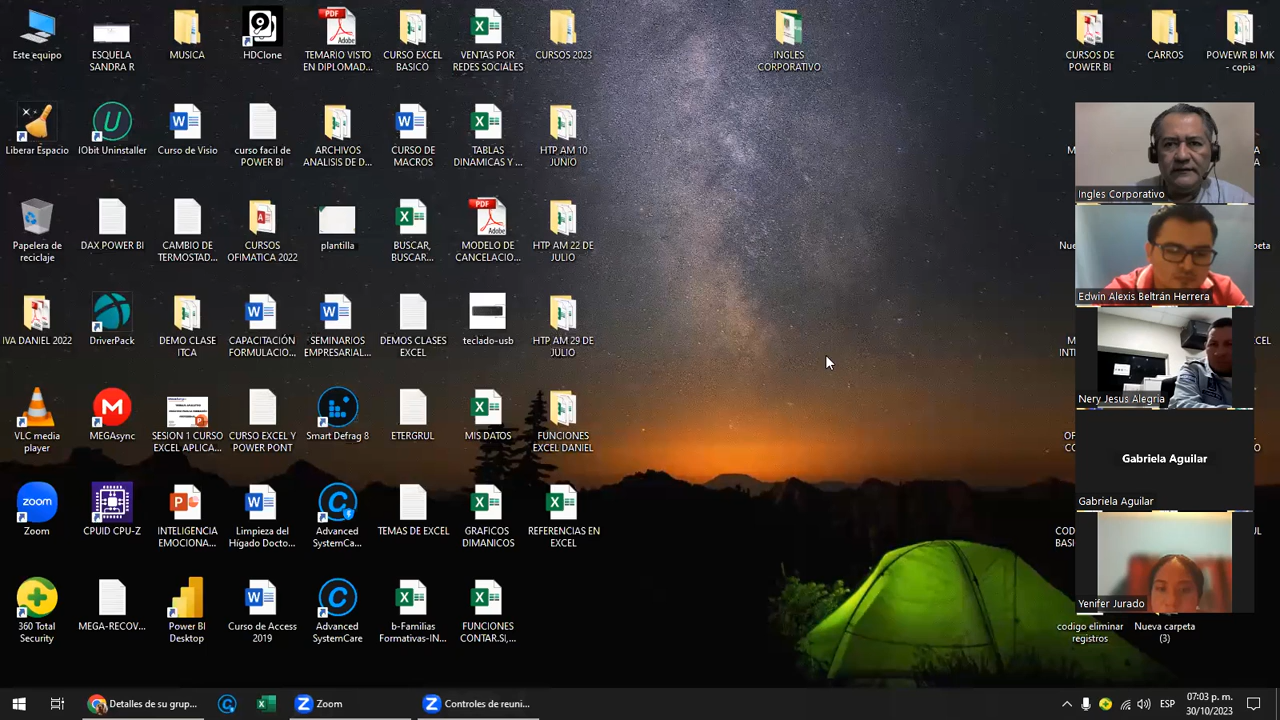 Este equipo
ESCUELA
SANDRA R
MUSICA
HDClone
TEMARIO VISTO
EN DIPLOMAD...
CURSO EXCEL
BASICO
VENTAS POR
REDES SOCIALES
CURSOS 2023
INGLES
CORPORATIVO
CURSOS DE
POWER BI
CARROS
POWEWR BI MK
- copia
Liberar Espacio
IObit Uninstaller
Curso de Visio
curso facil de
POWER BI
ARCHIVOS
ANALISIS DE D...
CURSO DE
MACROS
TABLAS
DINAMICAS Y ...
HTP AM 10
JUNIO
Ingles Corporativo
Papelera de
reciclaje
DAX POWER BI
CAMBIO DE
TERMOSTAD...
CURSOS
OFIMATICA 2022
plantilla
BUSCAR,
BUSCAR...
MODELO DE
CANCELACIO...
HTP AM 22 DE
JULIO
Edwin Alexis Beltrán Herrera
IVA DANIEL 2022
DriverPack
DEMO CLASE
ITCA
CAPACITACIÓN
FORMULACIO...
SEMINARIOS
EMPRESARIAL...
DEMOS CLASES
EXCEL
teclado-usb
HTP AM 29 DE
JULIO
Nery Jesus Alegria
VLC media
player
MEGAsync
SESION 1 CURSO
EXCEL APLICA...
CURSO EXCEL Y
POWER PONT
Smart Defrag 8
ETERGRUL
MIS DATOS
FUNCIONES
EXCEL DANIEL
Gabriela Aguilar
Gabriela Aguilar
zoom
Zoom
CPUID CPU-Z
INTELIGENCIA
EMOCIONA...
Limpieza del
Hígado Docto...
Advanced
SystemCare...
TEMAS DE EXCEL
GRAFICOS
DIMANICOS
REFERENCIAS EN
EXCEL
Yenifer Jurado
360 Total
Security
MEGA-RECOV...
Power BI
Desktop
Curso de Access
2019
Advanced
SystemCare
b-Familias
Formativas-IN...
FUNCIONES
CONTAR.SI,...
codigo eliminar
registros
Nueva carpeta
(3)
Detalles de su grup...
Zoom
Controles de reuni...
ESP
07:03 p. m.
30/10/2023